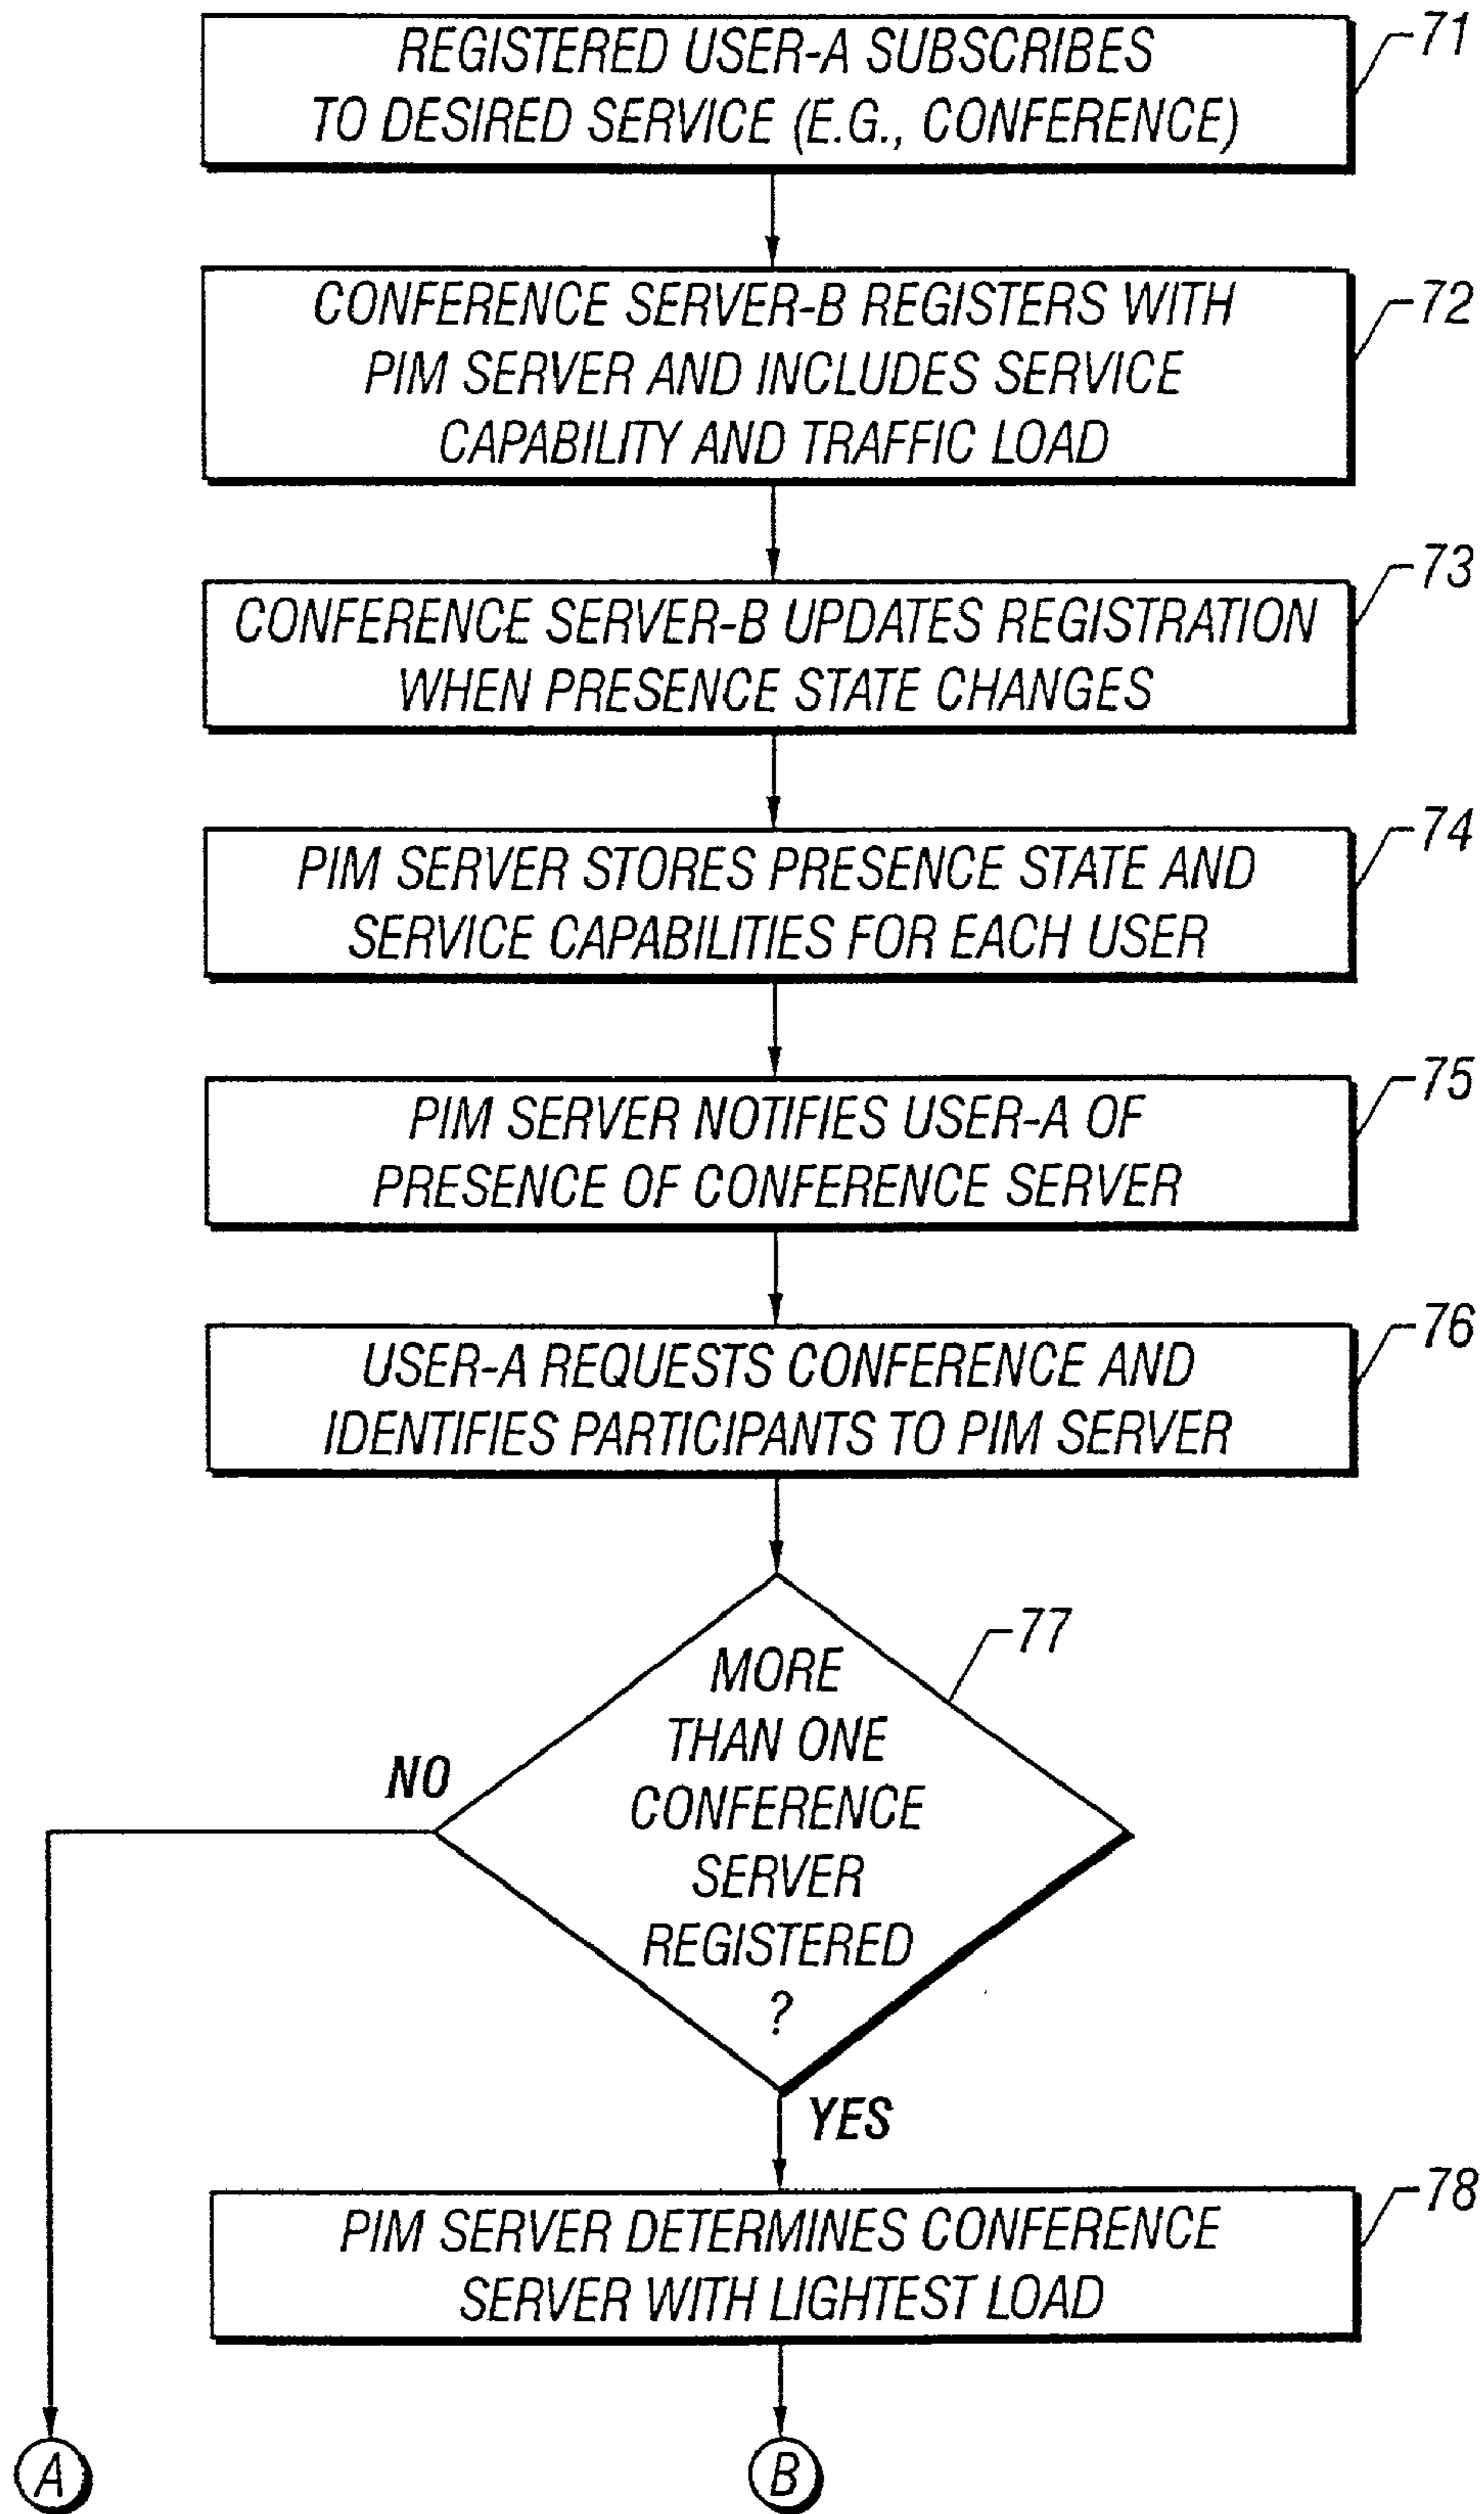 REGISTERED USER-A SUBSCRIBES
TO DESIRED SERVICE (E.G., CONFERENCE)
71
CONFERENCE SERVER-B REGISTERS WITH
PIM SERVER AND INCLUDES SERVICE
CAPABILITY AND TRAFFIC LOAD
72
CONFERENCE SERVER-B UPDATES REGISTRATION
WHEN PRESENCE STATE CHANGES
73
PIM SERVER STORES PRESENCE STATE AND
SERVICE CAPABILITIES FOR EACH USER
74
PIM SERVER NOTIFIES USER-A OF
PRESENCE OF CONFERENCE SERVER
75
USER-A REQUESTS CONFERENCE AND
IDENTIFIES PARTICIPANTS TO PIM SERVER
76
MORE
THAN ONE
CONFERENCE
SERVER
REGISTERED
?
77
NO
YES
PIM SERVER DETERMINES CONFERENCE
SERVER WITH LIGHTEST LOAD
78
A
B